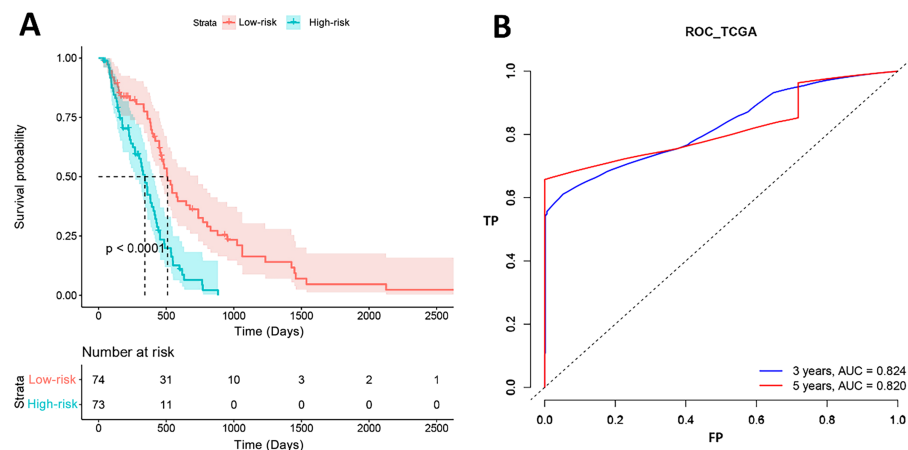 A
Strata Low-risk High-risk
1.00
0.75
0.50
0.25
0.00
Survival probability
p < 0.0001
0 500 1000 1500 2000 2500
Time (Days)
Number at risk
Strata
Low-risk 74 31 10 3 2 1
High-risk 73 11 0 0 0 0
0 500 1000 1500 2000 2500
Time (Days)
B
ROC_TCGA
1.0
0.8
0.6
0.4
0.2
0.0
TP
3 years, AUC = 0.824
5 years, AUC = 0.820
0.0 0.2 0.4 0.6 0.8 1.0
FP